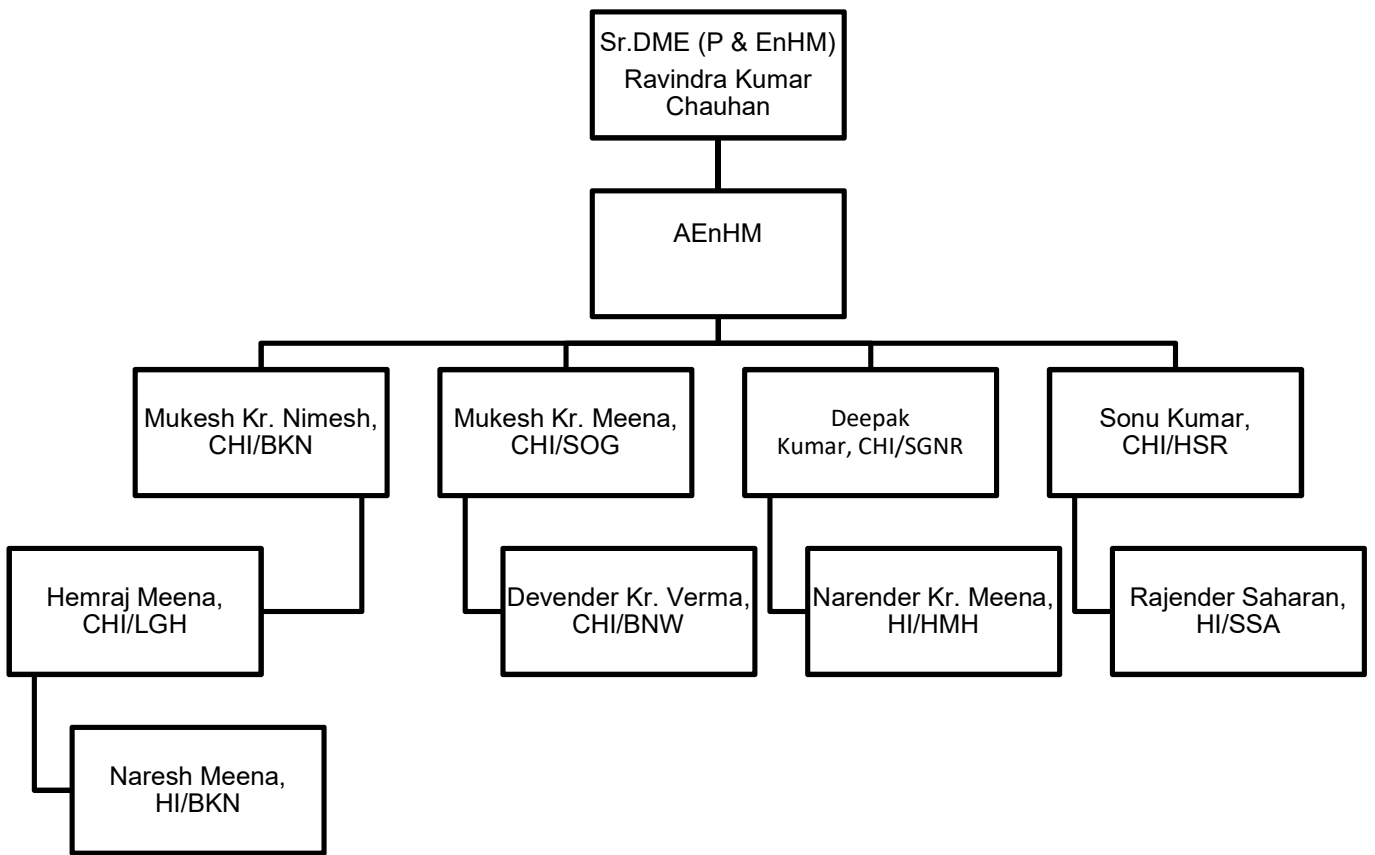 Sr.DME (P & EnHM)
Ravindra Kumar
Chauhan
AEnHM
Mukesh Kr. Nimesh,
CHI/BKN
Mukesh Kr. Meena,
CHI/SOG
Deepak
Kumar, CHI/SGNR
Sonu Kumar,
CHI/HSR
Hemraj Meena,
CHI/LGH
Devender Kr. Verma,
CHI/BNW
Narender Kr. Meena,
HI/HMH
Rajender Saharan,
HI/SSA
Naresh Meena,
HI/BKN